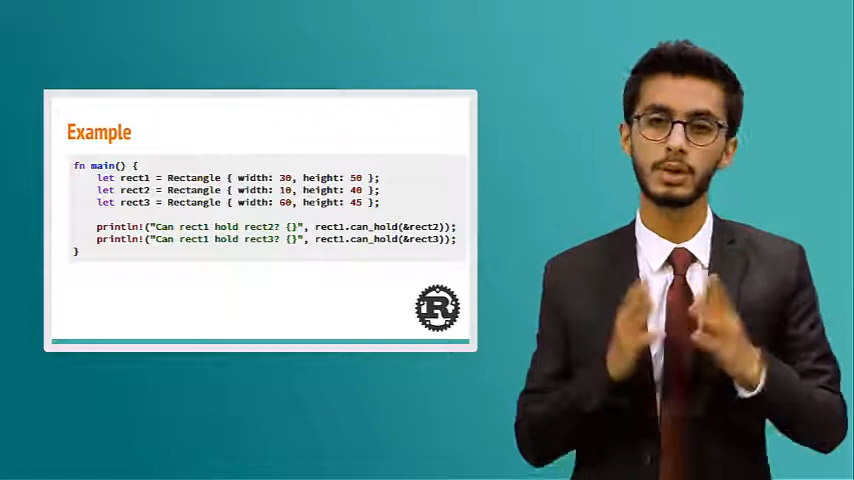 Example
fn main() {
let rect1 = Rectangle { width: 30, height: 50 };
let rect2 = Rectangle { width: 10, height: 40 };
let rect3 = Rectangle { width: 60, height: 45 };
println!("Can rect1 hold rect2? {}", rect1.can_hold(&rect2));
println!("Can rect1 hold rect3? {}", rect1.can_hold(&rect3));
}
R